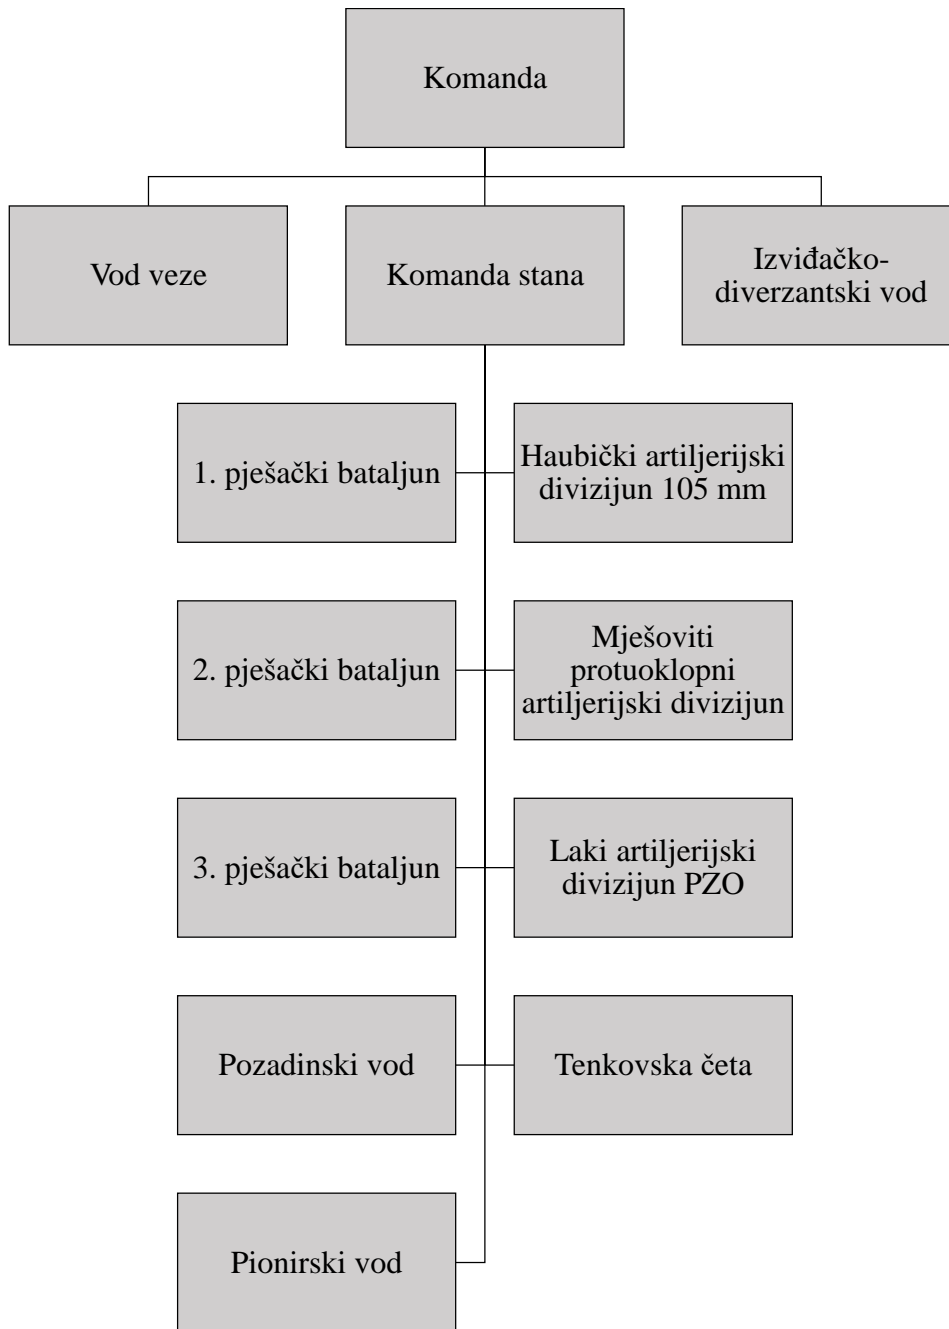 Komanda
Vod veze
Komanda stana
Izviđačko-
diverzantski vod
1. pješački bataljun
Haubički artiljerijski
divizijun 105 mm
2. pješački bataljun
Mješoviti
protuoklopni
artiljerijski divizijun
3. pješački bataljun
Laki artiljerijski
divizijun PZO
Pozadinski vod
Tenkovska četa
Pionirski vod